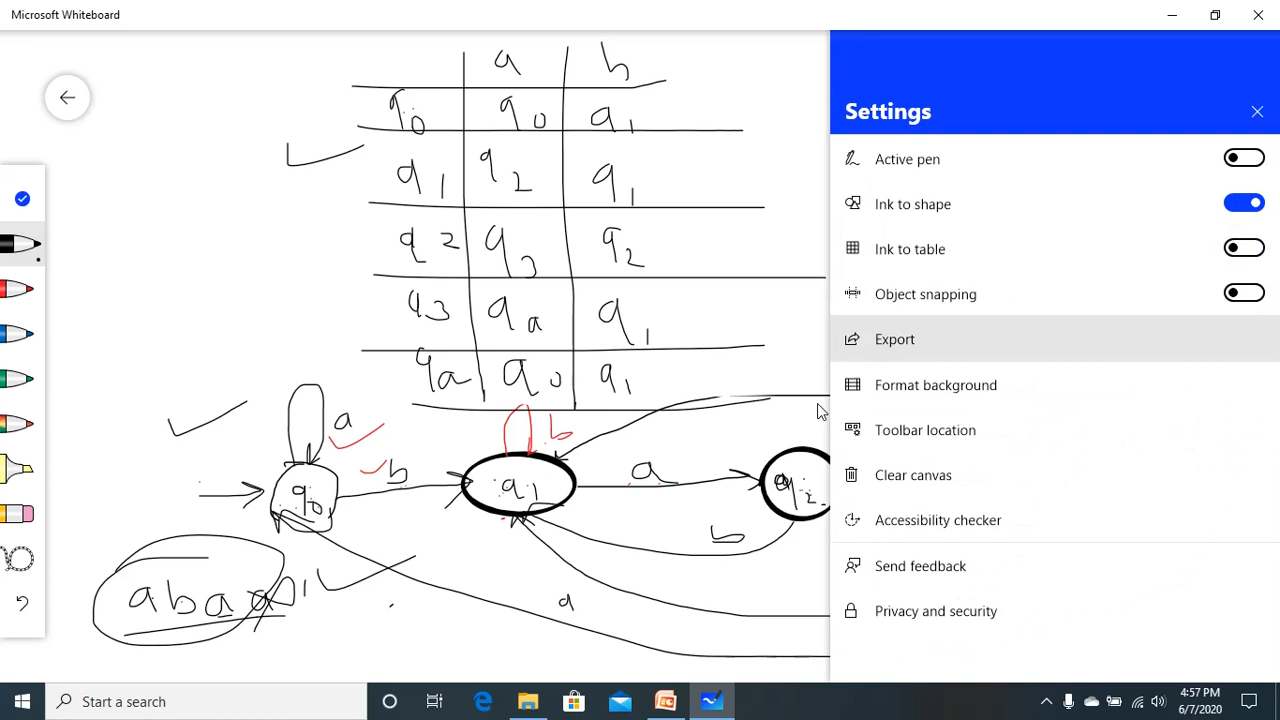 Microsoft Whiteboard
a b
q0 q0 q1
q1 q2 q1
q2 q3 q2
q3 qa q1
qa q0 q1
a
b
q0
b
q1
a
q2
b
a
abaa
Settings
Active pen
Ink to shape
Ink to table
Object snapping
Export
Format background
Toolbar location
Clear canvas
Accessibility checker
Send feedback
Privacy and security
Start a search
4:57 PM
6/7/2020